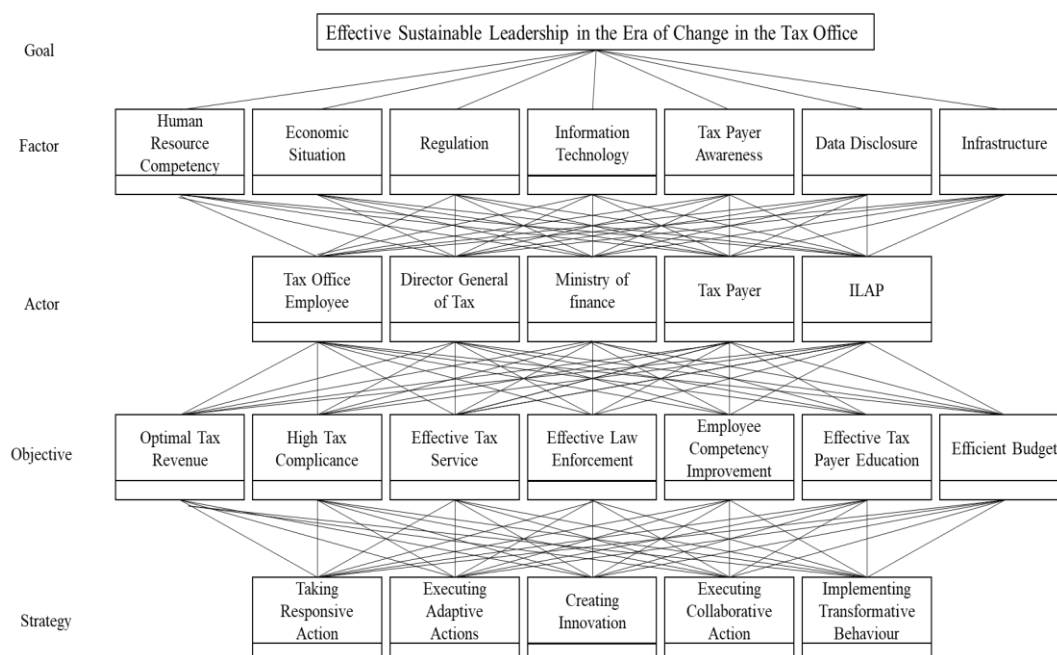 Effective Sustainable Leadership in the Era of Change in the Tax Office
Goal
Factor
Human
Resource
Competency
Economic
Situation
Regulation
Information
Technology
Tax Payer
Awareness
Data Disclosure
Infrastructure
Actor
Tax Office
Employee
Director General
of Tax
Ministry of
finance
Tax Payer
ILAP
Objective
Optimal Tax
Revenue
High Tax
Complicance
Effective Tax
Service
Effective Law
Enforcement
Employee
Competency
Improvement
Effective Tax
Payer Education
Efficient Budget
Strategy
Taking
Responsive
Action
Executing
Adaptive
Actions
Creating
Innovation
Executing
Collaborative
Action
Implementing
Transformative
Behaviour